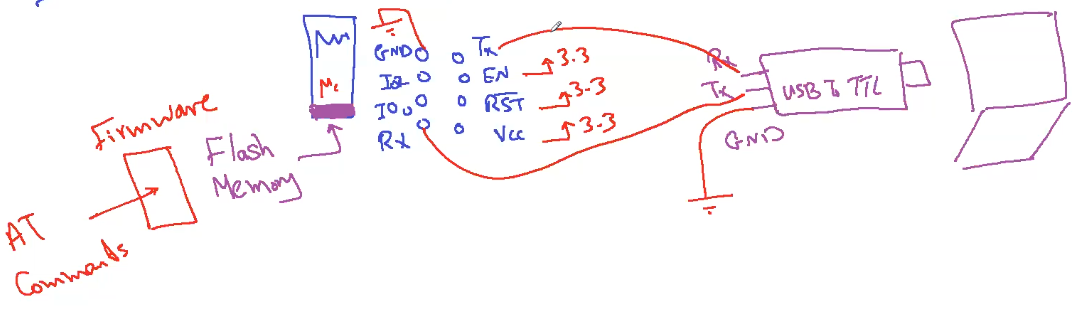 GND
Tx
IO2
EN
3.3
IO0
RST
3.3
Rx
Vcc
3.3
Rx
Tx
GND
USB To TTL
Mc
Flash
Memory
Firmware
AT
Commands